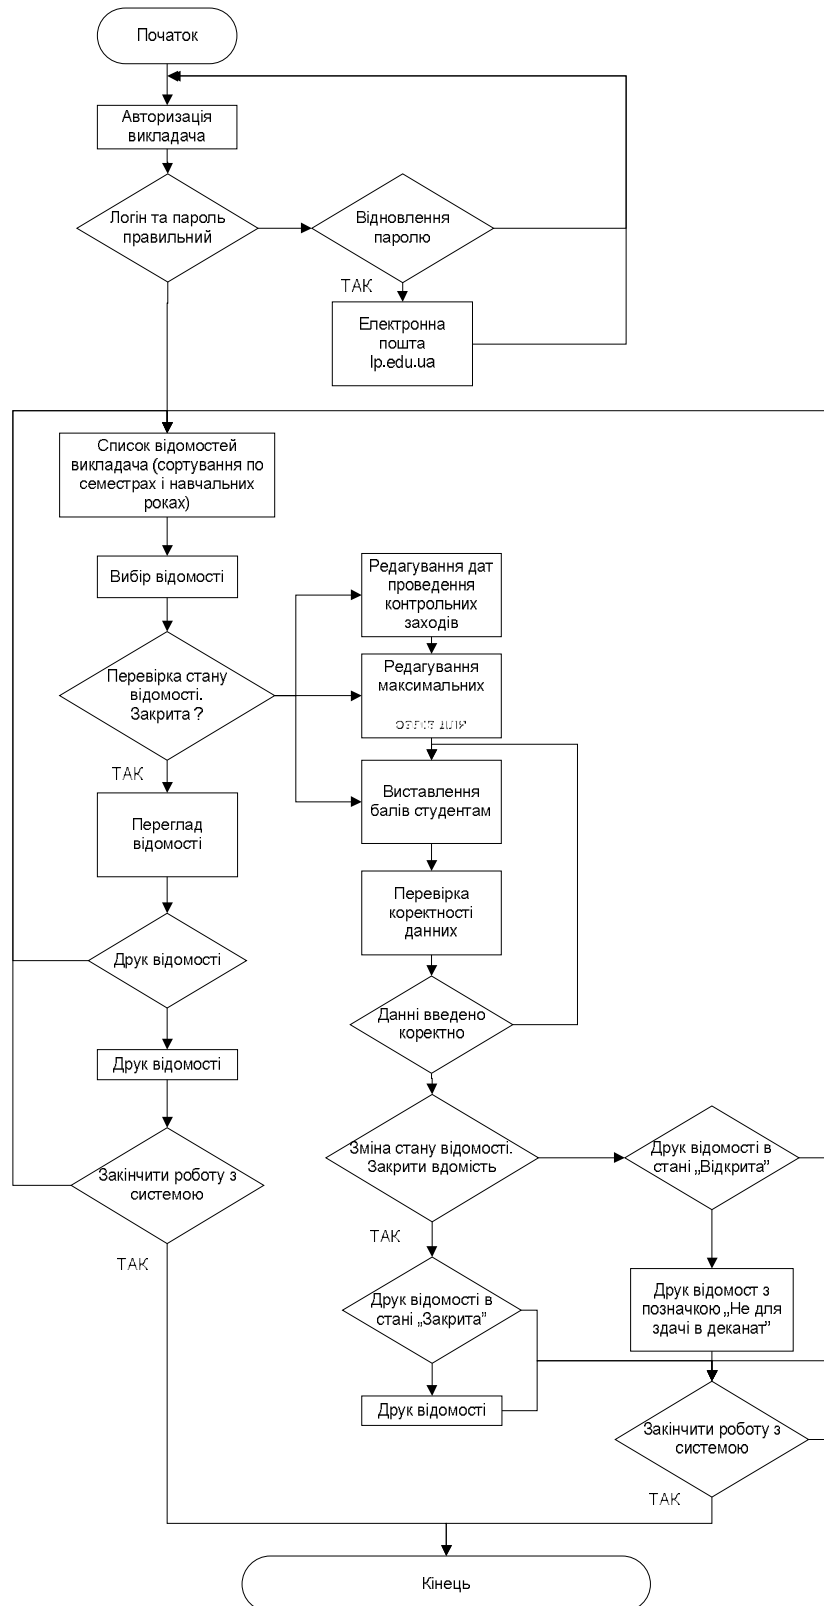 Початок
Авторизація
викладача
Логін та пароль
правильний
Відновлення
паролю
ТАК
Електронна
пошта
lp.edu.ua
Список відомостей
викладача (сортування по
семестрах і навчальних
роках)
Вибір відомості
Редагування дат
проведення
контрольних
заходів
Перевірка стану
відомості.
Закрита ?
Редагування
максимальних
ТАК
Виставлення
балів студентам
Переглад
відомості
Перевірка
коректності
данних
Друк відомості
Данні введено
коректно
Друк відомості
Зміна стану відомості.
Закрити вдомість
Друк відомості в
стані „Відкрита”
Закінчити роботу з
системою
ТАК
ТАК
Друк відомості в
стані „Закрита”
Друк відомост з
позначкою „Не для
здачі в деканат”
Друк відомості
Закінчити роботу з
системою
ТАК
Кінець